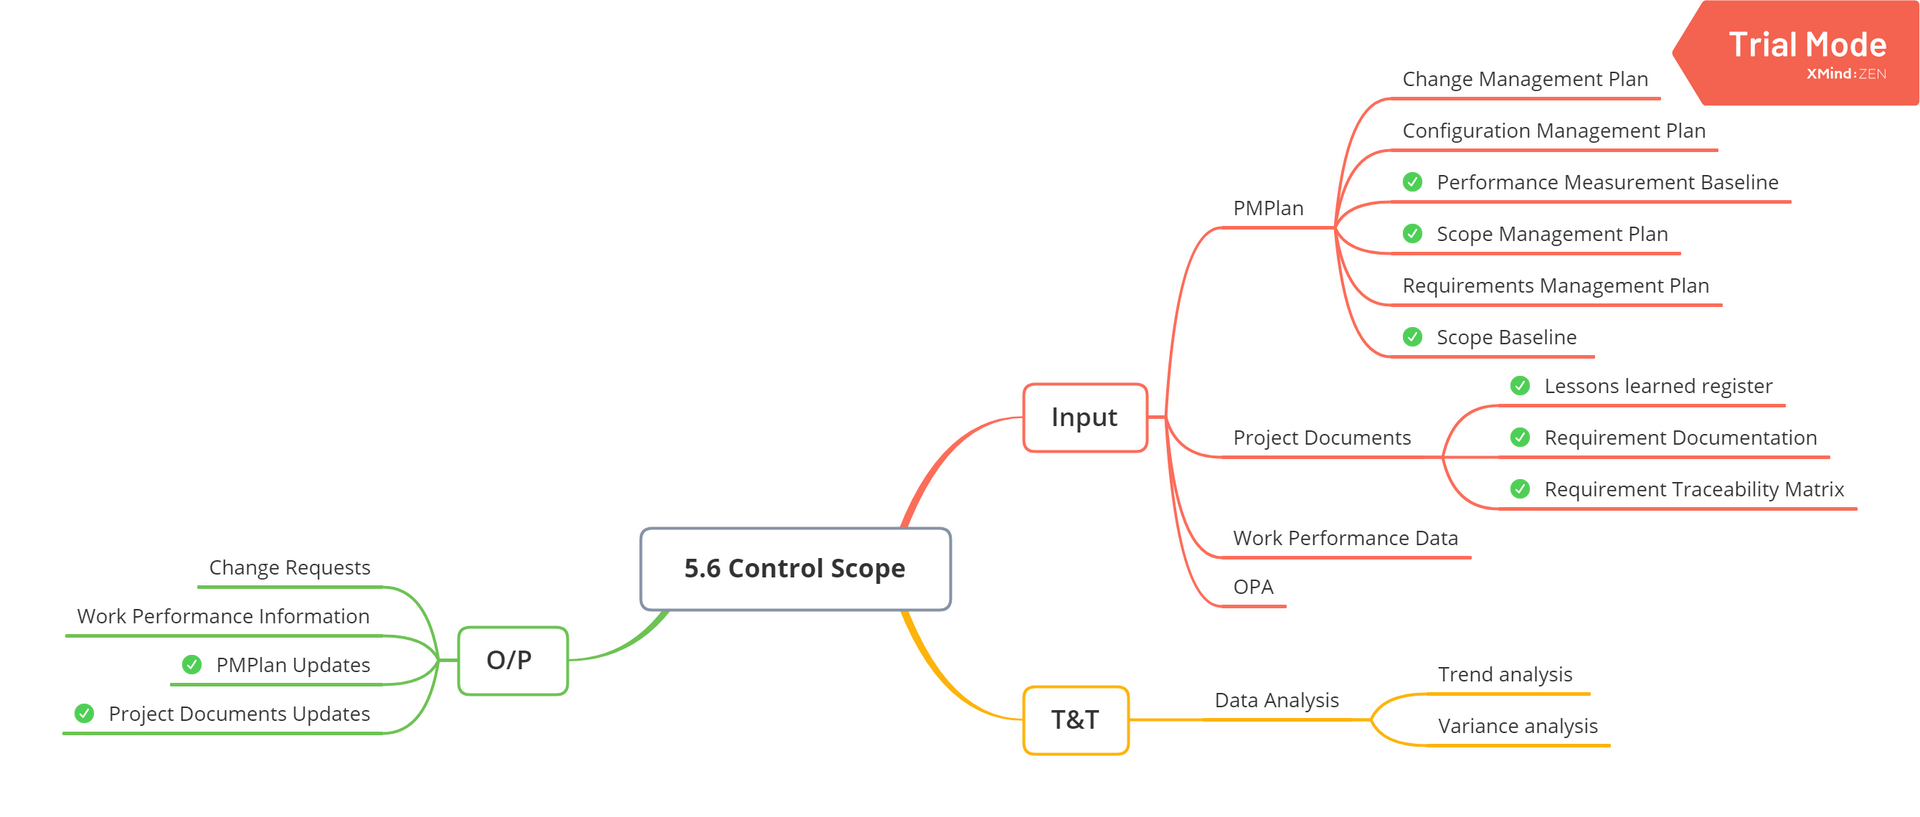 Trial Mode
XMind:ZEN
5.6 Control Scope
Input
PMPlan
Change Management Plan
Configuration Management Plan
Performance Measurement Baseline
Scope Management Plan
Requirements Management Plan
Scope Baseline
Project Documents
Lessons learned register
Requirement Documentation
Requirement Traceability Matrix
Work Performance Data
OPA
T&T
Data Analysis
Trend analysis
Variance analysis
O/P
Change Requests
Work Performance Information
PMPlan Updates
Project Documents Updates